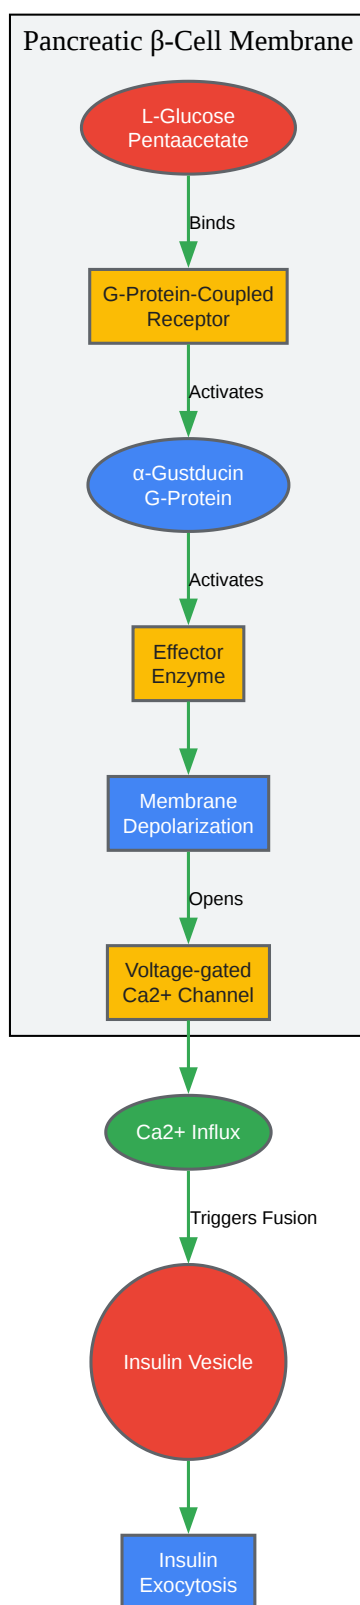 Pancreatic β-Cell Membrane
L-Glucose
Pentaacetate
Binds
G-Protein-Coupled
Receptor
Activates
α-Gustducin
G-Protein
Activates
Effector
Enzyme
Membrane
Depolarization
Opens
Voltage-gated
Ca2+ Channel
Ca2+ Influx
Triggers Fusion
Insulin Vesicle
Insulin
Exocytosis